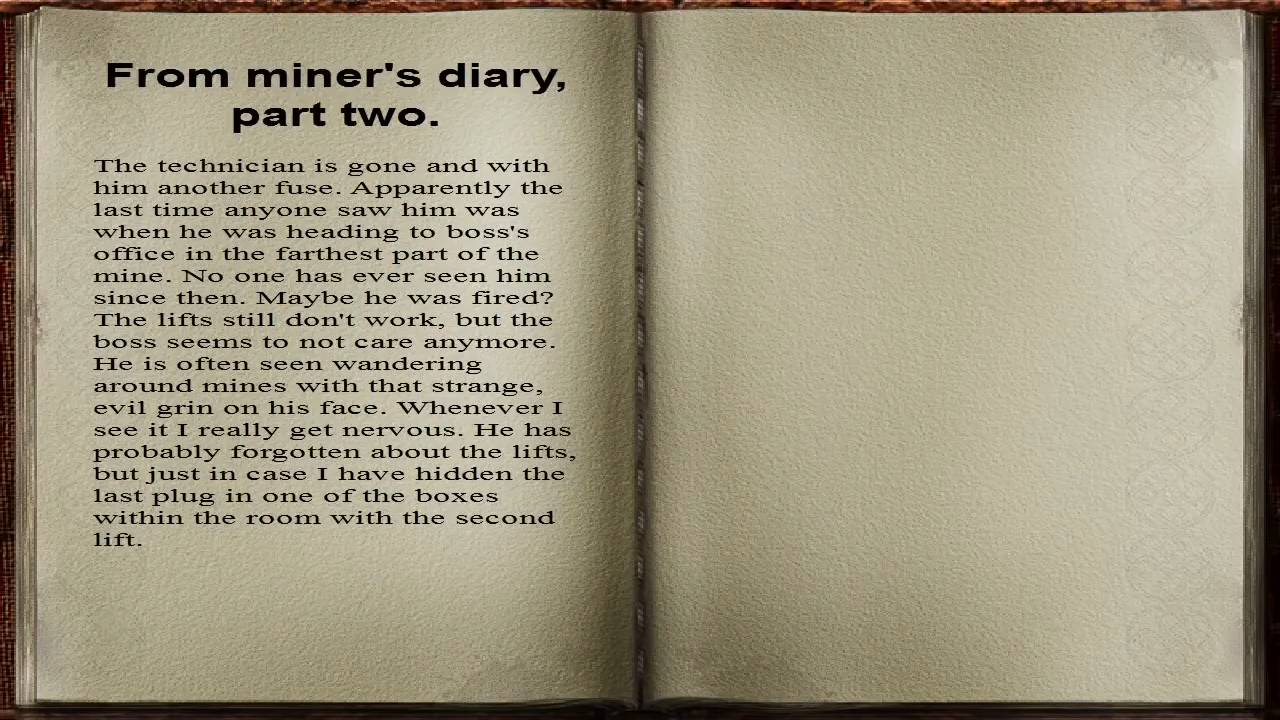 From miner's diary,
part two.
The technician is gone and with
him another fuse. Apparently the
last time anyone saw him was
when he was heading to boss's
office in the farthest part of the
mine. No one has ever seen him
since then. Maybe he was fired?
The lifts still don't work, but the
boss seems to not care anymore.
He is often seen wandering
around mines with that strange,
evil grin on his face. Whenever I
see it I really get nervous. He has
probably forgotten about the lifts,
but just in case I have hidden the
last plug in one of the boxes
within the room with the second
lift.